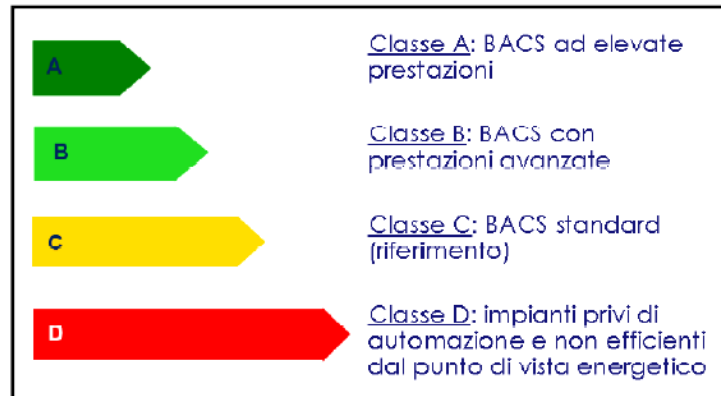 A
Classe A: BACS ad elevate
prestazioni
B
Classe B: BACS con
prestazioni avanzate
C
Classe C: BACS standard
(riferimento)
D
Classe D: impianti privi di
automazione e non efficienti
dal punto di vista energetico